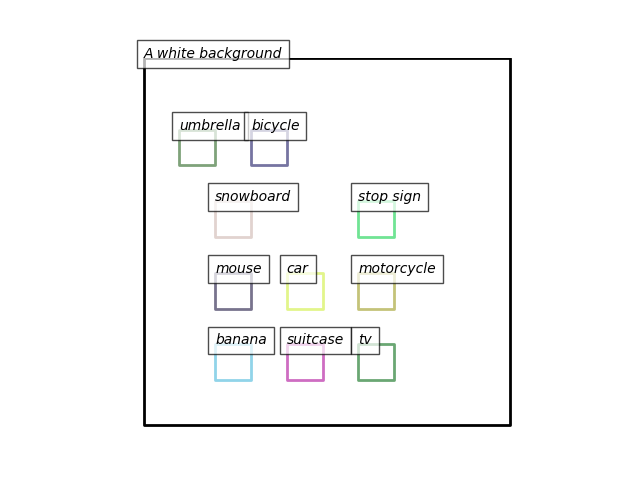 A white background
umbrella bicycle
snowboard stop sign
mouse car motorcycle
banana suitcase tv